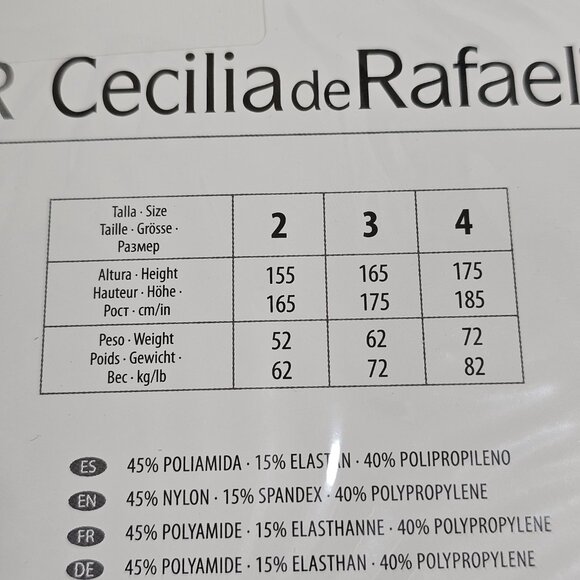 R Cecilia de Rafael
Talla · Size
Taille · Grösse ·
Размер
2 3 4
Altura · Height
Hauteur · Höhe ·
Рост · cm/in
155 165 175
165 175 185
Peso · Weight
Poids · Gewicht ·
Вес · kg/lb
52 62 72
62 72 82
ES 45% POLIAMIDA · 15% ELASTAN · 40% POLIPROPILENO
EN 45% NYLON · 15% SPANDEX · 40% POLYPROPYLENE
FR 45% POLYAMIDE · 15% ELASTHANNE · 40% POLYPROPYLENE
DE 45% POLYAMIDE · 15% ELASTHAN · 40% POLYPROPYLENE